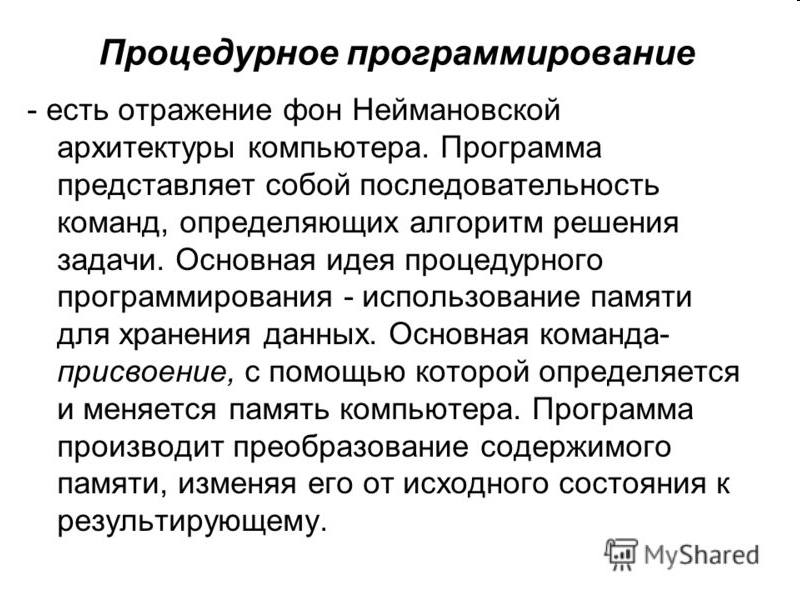 Процедурное программирование
- есть отражение фон Неймановской
архитектуры компьютера. Программа
представляет собой последовательность
команд, определяющих алгоритм решения
задачи. Основная идея процедурного
программирования - использование памяти
для хранения данных. Основная команда-
присвоение, с помощью которой определяется
и меняется память компьютера. Программа
производит преобразование содержимого
памяти, изменяя его от исходного состояния к
результирующему.
MyShared